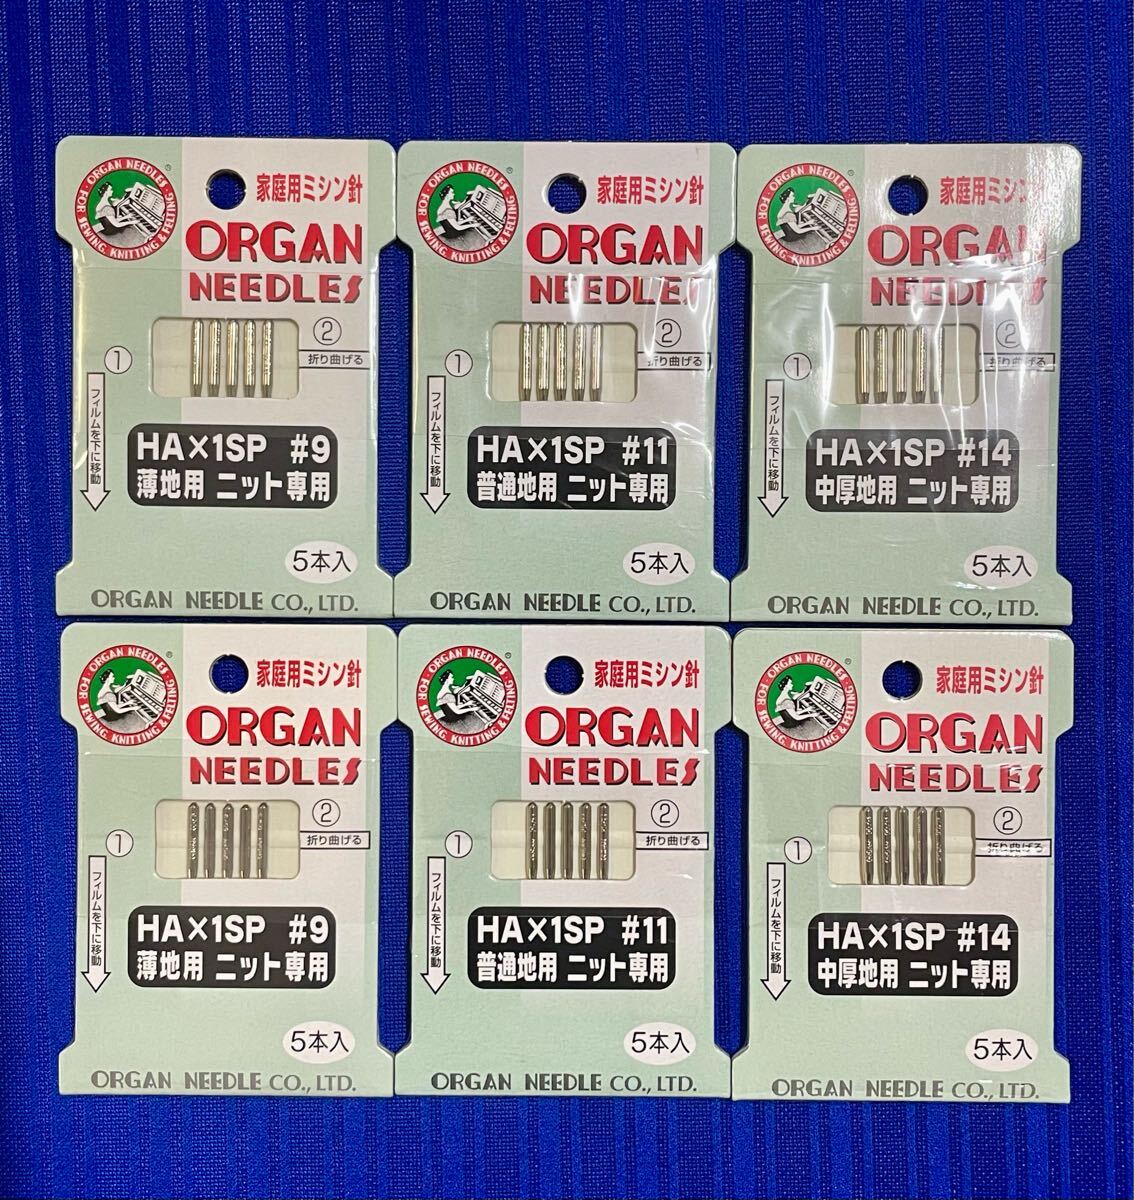 ORGAN NEEDLES
FOR SEWING, KNITTING & FELTING
®
家庭用ミシン針
ORGAN
NEEDLES
①
②
折り曲げる
フィルムを下に移動
HA×1SP #9
薄地用 ニット専用
5本入
ORGAN NEEDLE CO., LTD.
ORGAN NEEDLES
FOR SEWING, KNITTING & FELTING
®
家庭用ミシン針
ORGAN
NEEDLES
①
②
折り曲げる
フィルムを下に移動
HA×1SP #11
普通地用 ニット専用
5本入
ORGAN NEEDLE CO., LTD.
ORGAN NEEDLES
FOR SEWING, KNITTING & FELTING
®
家庭用ミシン針
ORGAN
NEEDLES
①
②
折り曲げる
フィルムを下に移動
HA×1SP #14
中厚地用 ニット専用
5本入
ORGAN NEEDLE CO., LTD.
ORGAN NEEDLES
FOR SEWING, KNITTING & FELTING
®
家庭用ミシン針
ORGAN
NEEDLES
①
②
折り曲げる
フィルムを下に移動
HA×1SP #9
薄地用 ニット専用
5本入
ORGAN NEEDLE CO., LTD.
ORGAN NEEDLES
FOR SEWING, KNITTING & FELTING
®
家庭用ミシン針
ORGAN
NEEDLES
①
②
折り曲げる
フィルムを下に移動
HA×1SP #11
普通地用 ニット専用
5本入
ORGAN NEEDLE CO., LTD.
ORGAN NEEDLES
FOR SEWING, KNITTING & FELTING
®
家庭用ミシン針
ORGAN
NEEDLES
①
②
折り曲げる
フィルムを下に移動
HA×1SP #14
中厚地用 ニット専用
5本入
ORGAN NEEDLE CO., LTD.